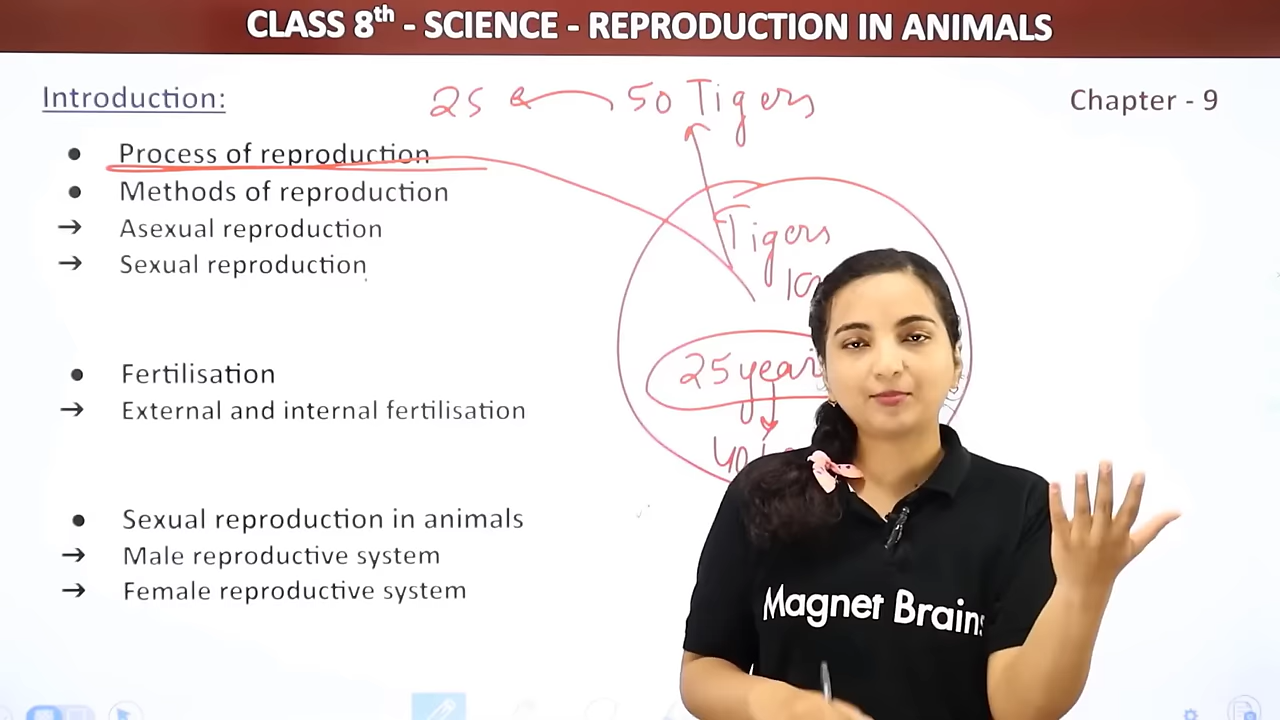 CLASS 8th - SCIENCE - REPRODUCTION IN ANIMALS
Introduction:
25 50 Tigers
Chapter - 9
● Process of reproduction
● Methods of reproduction
→ Asexual reproduction
→ Sexual reproduction
Tigers
25 year
● Fertilisation
→ External and internal fertilisation
● Sexual reproduction in animals
→ Male reproductive system
→ Female reproductive system
Magnet Brains